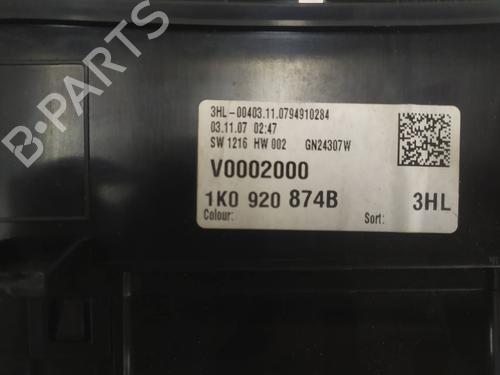 3HL-00403.11.0794910284
03.11.07 02:47
SW 1216 HW 002 GN24307W
V0002000
1K0 920 874B 3HL
Colour: Sort:
B-PARTS